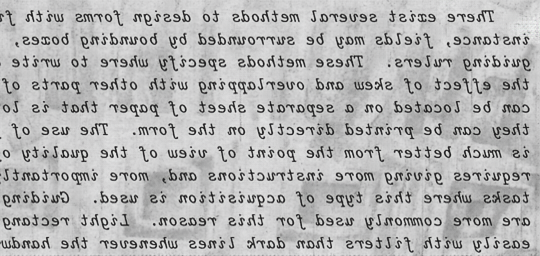 There exist several methods to design forms with f
instance, fields may be surrounded by bounding boxes,
guiding rulers. These methods specify where to write
the effect of skew and overlapping with other parts of
can be located on a separate sheet of paper that is lo
they can be printed directly on the form. The use of
is much better from the point of view of the quality o
requires giving more instructions and, more importantl
tasks where this type of acquisition is used. Guiding
are more commonly used for this reason. Light rectang
easily with filters than dark lines whenever the handw